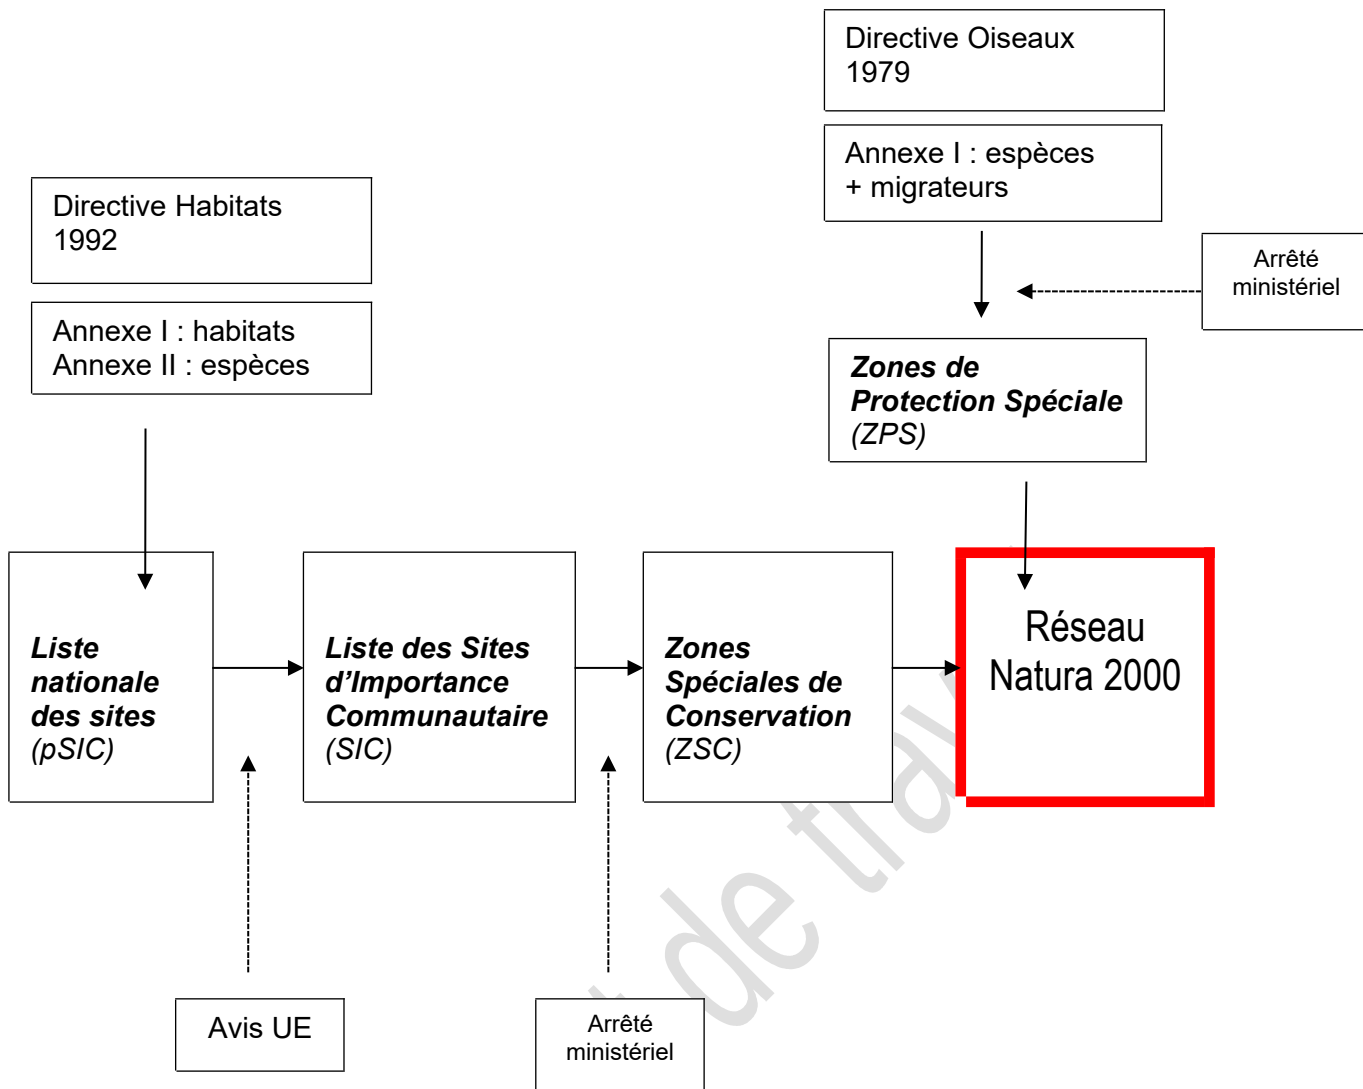 Directive Oiseaux
1979
Annexe I : espèces
+ migrateurs
Directive Habitats
1992
Annexe I : habitats
Annexe II : espèces
Arrêté
ministériel
Zones de
Protection Spéciale
(ZPS)
Liste
nationale
des sites
(pSIC)
Liste des Sites
d’Importance
Communautaire
(SIC)
Zones
Spéciales de
Conservation
(ZSC)
Réseau
Natura 2000
Avis UE
Arrêté
ministériel
de trav